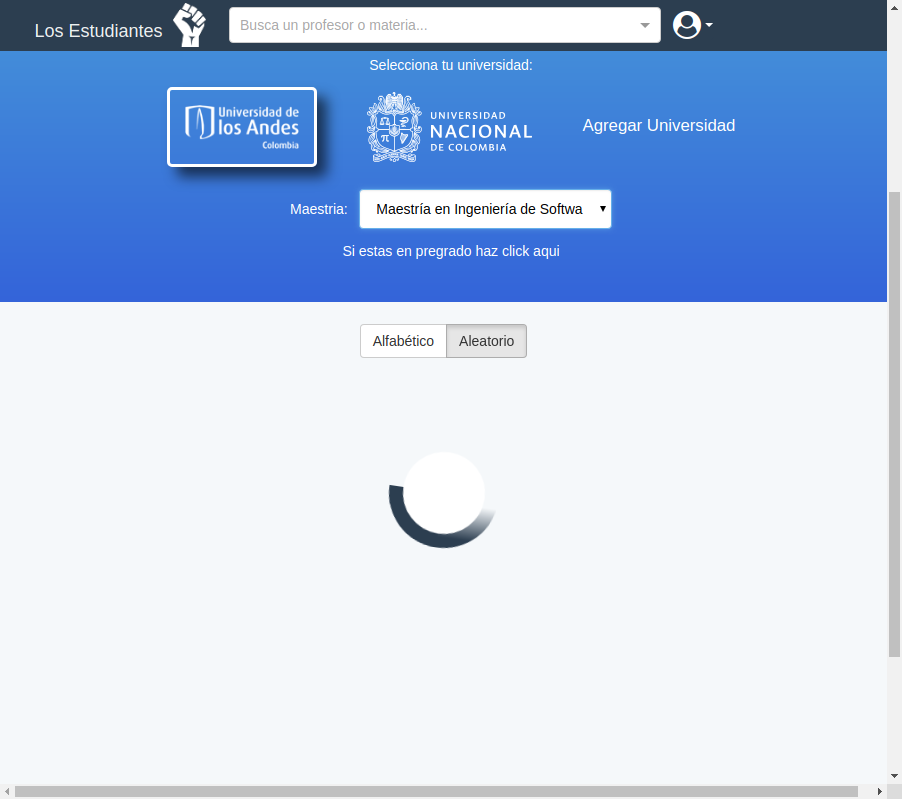 Los Estudiantes
Busca un profesor o materia...
Selecciona tu universidad:
Universidad de
los Andes
Colombia
UNIVERSIDAD
NACIONAL
DE COLOMBIA
Agregar Universidad
Maestria:
Maestría en Ingeniería de Softwa
Si estas en pregrado haz click aqui
Alfabético
Aleatorio